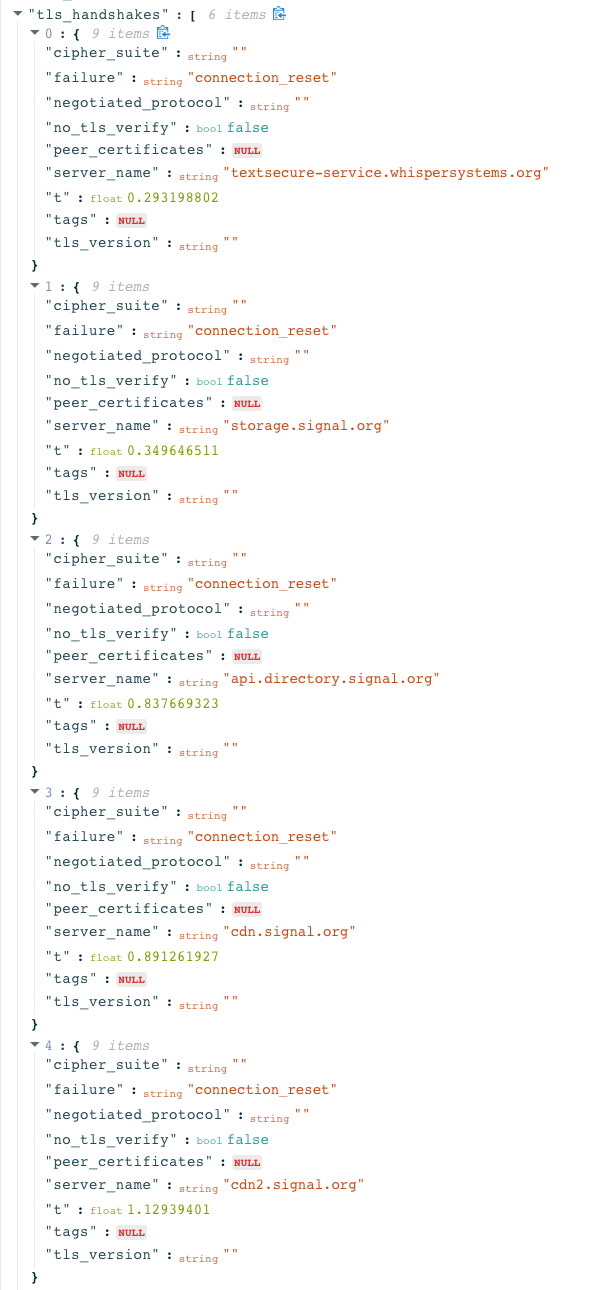 "tls_handshakes" : [ 6 items
0 : { 9 items
"cipher_suite" : string ""
"failure" : string "connection_reset"
"negotiated_protocol" : string ""
"no_tls_verify" : bool false
"peer_certificates" : NULL
"server_name" : string "textsecure-service.whispersystems.org"
"t" : float 0.293198802
"tags" : NULL
"tls_version" : string ""
}
1 : { 9 items
"cipher_suite" : string ""
"failure" : string "connection_reset"
"negotiated_protocol" : string ""
"no_tls_verify" : bool false
"peer_certificates" : NULL
"server_name" : string "storage.signal.org"
"t" : float 0.349646511
"tags" : NULL
"tls_version" : string ""
}
2 : { 9 items
"cipher_suite" : string ""
"failure" : string "connection_reset"
"negotiated_protocol" : string ""
"no_tls_verify" : bool false
"peer_certificates" : NULL
"server_name" : string "api.directory.signal.org"
"t" : float 0.837669323
"tags" : NULL
"tls_version" : string ""
}
3 : { 9 items
"cipher_suite" : string ""
"failure" : string "connection_reset"
"negotiated_protocol" : string ""
"no_tls_verify" : bool false
"peer_certificates" : NULL
"server_name" : string "cdn.signal.org"
"t" : float 0.891261927
"tags" : NULL
"tls_version" : string ""
}
4 : { 9 items
"cipher_suite" : string ""
"failure" : string "connection_reset"
"negotiated_protocol" : string ""
"no_tls_verify" : bool false
"peer_certificates" : NULL
"server_name" : string "cdn2.signal.org"
"t" : float 1.12939401
"tags" : NULL
"tls_version" : string ""
}